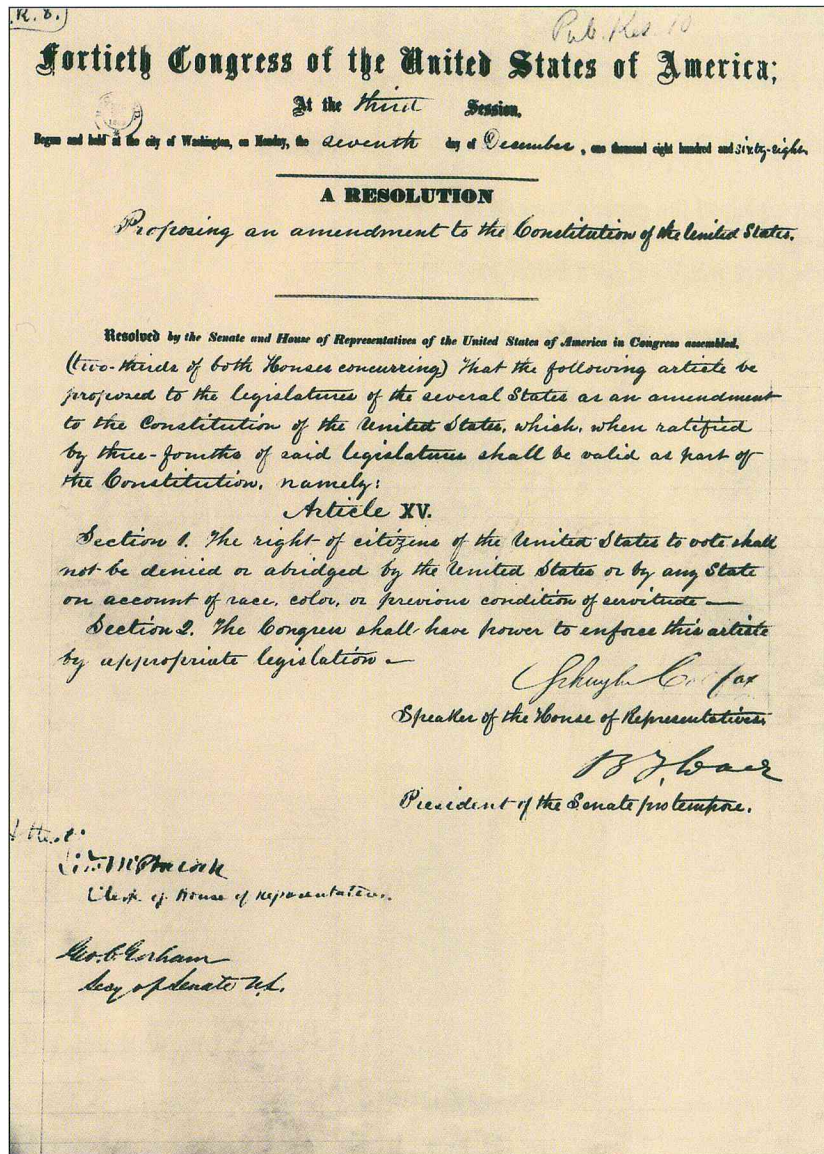 Pub. Res 10
Fortieth Congress of the United States of America;
At the third Session,
Begun and held at the city of Washington, on Monday, the seventh day of December, one thousand eight hundred and sixty-eight
A RESOLUTION
Proposing an amendment to the Constitution of the United States.
Resolved by the Senate and House of Representatives of the United States of America in Congress assembled,
(two-thirds of both Houses concurring) That the following article be
proposed to the legislatures of the several States as an amendment
to the Constitution of the United States, which, when ratified
by three-fourths of said legislatures shall be valid as part of
the Constitution, namely:
Article XV.
Section 1. The right of citizens of the United States to vote shall
not be denied or abridged by the United States or by any State
on account of race, color, or previous condition of servitude—
Section 2. The Congress shall have power to enforce this article
by appropriate legislation—
Schuyler Colfax
Speaker of the House of Representatives.
B F Wade
President of the Senate pro tempore.
Attest:
Clerk of House of Representatives.
Geo. C. Gorham
Secy of Senate U.S.